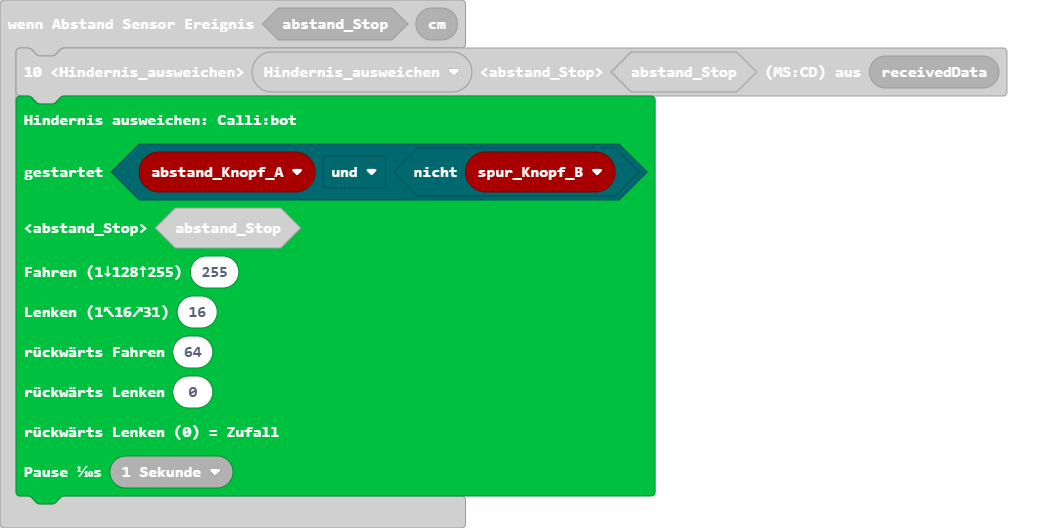 wenn Abstand Sensor Ereignis abstand_Stop cm
10 <Hindernis_ausweichen> Hindernis_ausweichen <abstand_Stop> abstand_Stop (MS:CD) aus receivedData
Hindernis ausweichen: Calli:bot
gestartet abstand_Knopf_A und nicht spur_Knopf_B
<abstand_Stop> abstand_Stop
Fahren (1↓128↑255) 255
Lenken (1↖16↗31) 16
rückwärts Fahren 64
rückwärts Lenken 0
rückwärts Lenken (0) = Zufall
Pause ⅒s 1 Sekunde